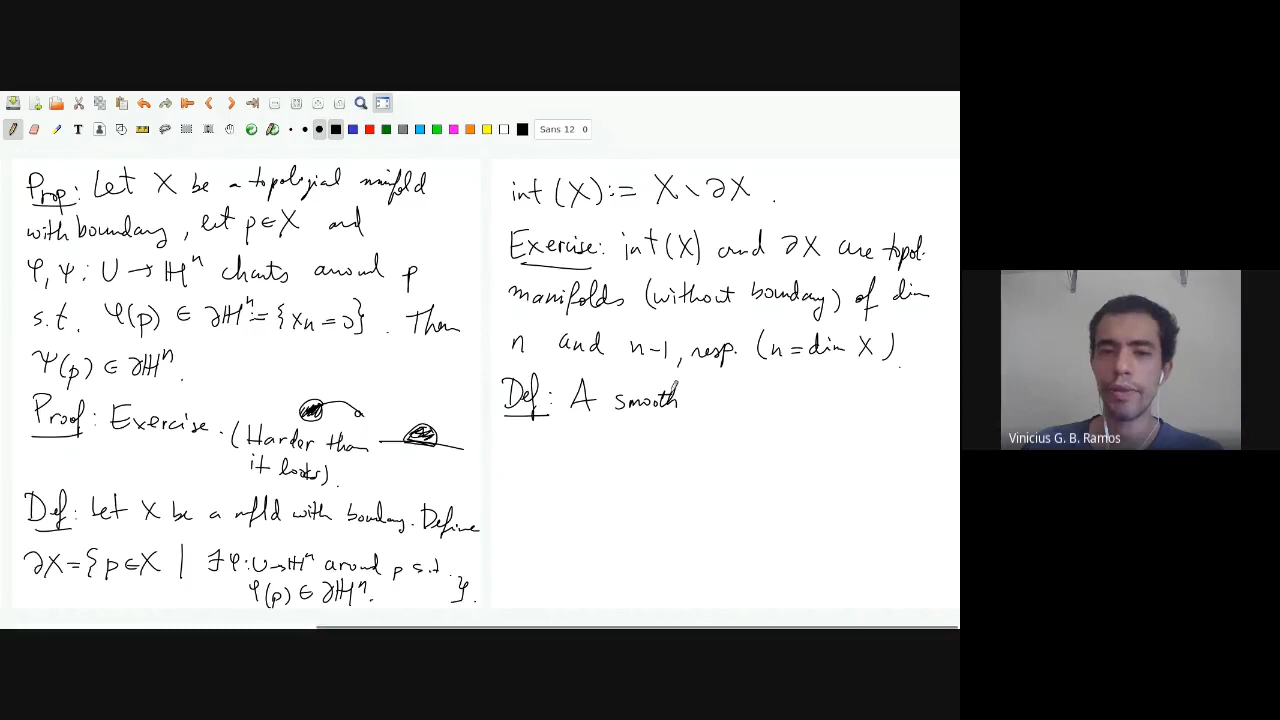 Sans 12 0
Prop: Let X be a topologial manifold
with boundary, let p ∈ X and
φ, ψ : U → ℍⁿ charts around p
s.t. φ(p) ∈ ∂ℍⁿ := {xₙ = 0}. Then
ψ(p) ∈ ∂ℍⁿ.
Proof: Exercise. (Harder than
it looks).
Def: Let X be a mfld with boundary. Define
∂X = {p ∈ X | ∃ φ: U → ℍⁿ around p s.t.
φ(p) ∈ ∂ℍⁿ. }.
int (X) := X \ ∂X.
Exercise: int(X) and ∂X are topol.
manifolds (without boundary) of dim
n and n-1, resp. (n = dim X).
Def: A smooth
Vinicius G. B. Ramos